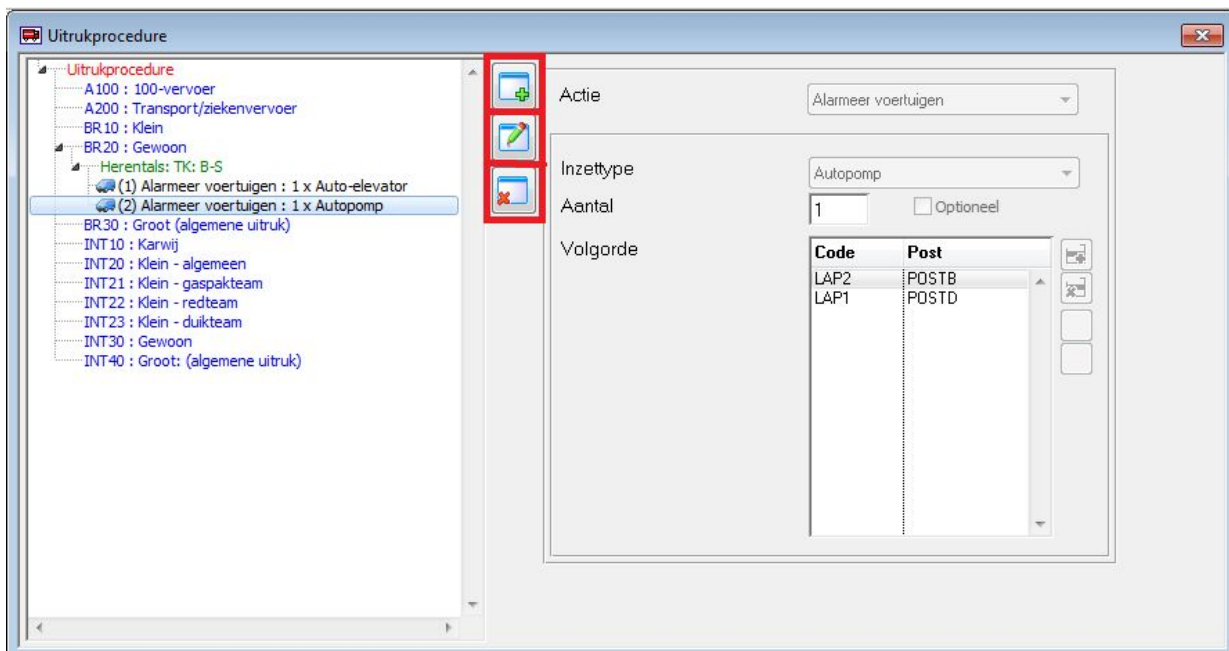 Uitrukprocedure
Uitrukprocedure
A100 : 100-vervoer
A200 : Transport/ziekenvervoer
BR10 : Klein
BR20 : Gewoon
Herentals: TK: B-S
(1) Alarmeer voertuigen : 1 x Auto-elevator
(2) Alarmeer voertuigen : 1 x Autopomp
BR30 : Groot (algemene uitruk)
INT10 : Karwij
INT20 : Klein - algemeen
INT21 : Klein - gaspakteam
INT22 : Klein - redteam
INT23 : Klein - duikteam
INT30 : Gewoon
INT40 : Groot: (algemene uitruk)
Actie Alarmeer voertuigen
Inzettype Autopomp
Aantal 1 Optioneel
Volgorde Code Post
LAP2 POSTB
LAP1 POSTD